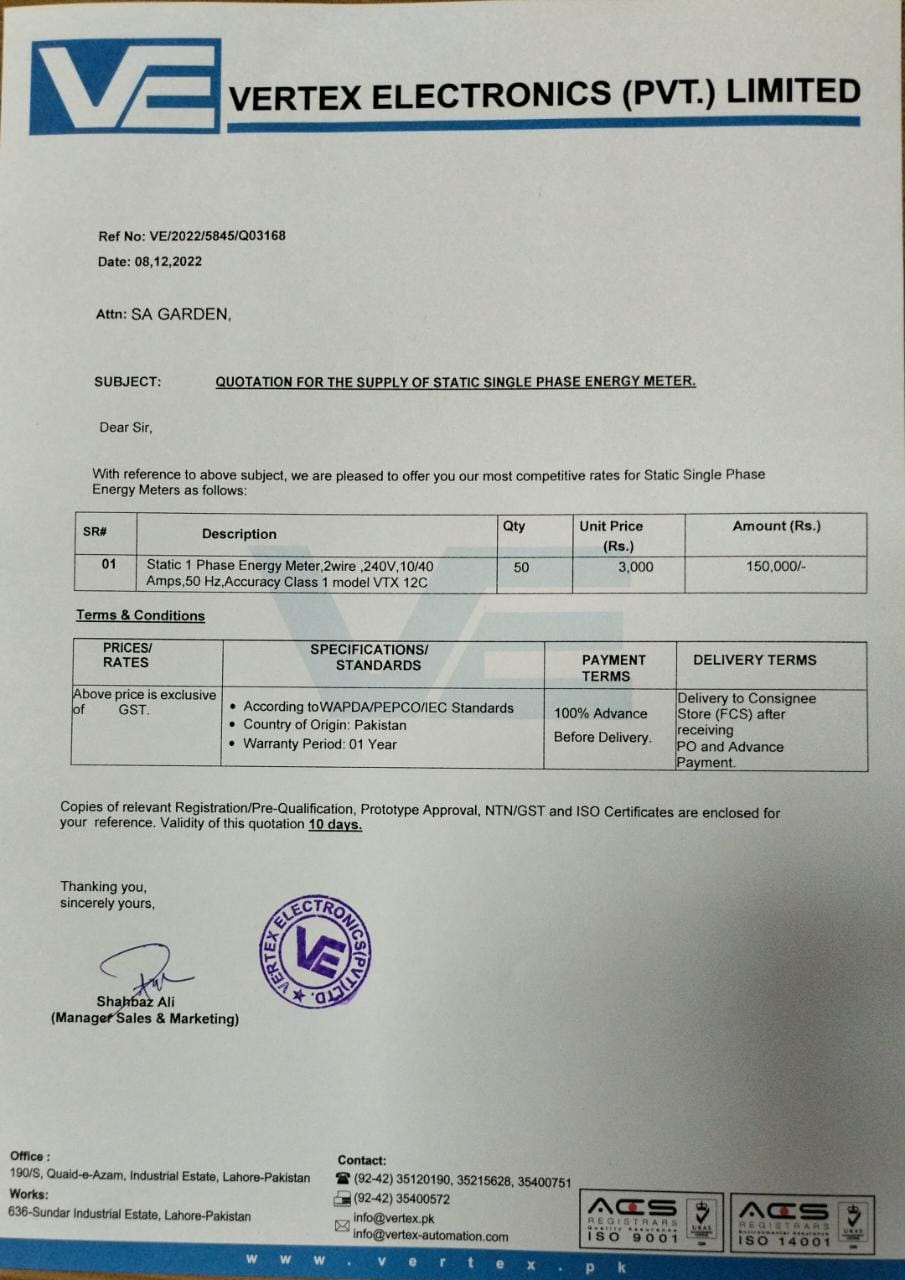 VE VERTEX ELECTRONICS (PVT.) LIMITED
Ref No: VE/2022/5845/Q03168
Date: 08,12,2022
Attn: SA GARDEN,
SUBJECT: QUOTATION FOR THE SUPPLY OF STATIC SINGLE PHASE ENERGY METER.
Dear Sir,
With reference to above subject, we are pleased to offer you our most competitive rates for Static Single Phase
Energy Meters as follows:
SR# Description Qty Unit Price (Rs.) Amount (Rs.)
01 Static 1 Phase Energy Meter,2wire ,240V,10/40 50 3,000 150,000/-
Amps,50 Hz,Accuracy Class 1 model VTX 12C
Terms & Conditions
PRICES/ RATES SPECIFICATIONS/ STANDARDS PAYMENT TERMS DELIVERY TERMS
Above price is exclusive
of GST.
• According toWAPDA/PEPCO/IEC Standards
• Country of Origin: Pakistan
• Warranty Period: 01 Year
100% Advance
Before Delivery.
Delivery to Consignee
Store (FCS) after
receiving
PO and Advance
Payment.
Copies of relevant Registration/Pre-Qualification, Prototype Approval, NTN/GST and ISO Certificates are enclosed for
your reference. Validity of this quotation 10 days.
Thanking you,
sincerely yours,
VERTEX ELECTRONICS(PVT)LTD. ★
VE
Shahbaz Ali
(Manager Sales & Marketing)
Office :
190/S, Quaid-e-Azam, Industrial Estate, Lahore-Pakistan
Works:
636-Sundar Industrial Estate, Lahore-Pakistan
Contact:
(92-42) 35120190, 35215628, 35400751
(92-42) 35400572
info@vertex.pk
info@vertex-automation.com
ACS
REGISTRARS
Quality Assurance
ISO 9001
UKAS
ACS
REGISTRARS
Environmental Assurance
ISO 14001
UKAS
www.vertex.pk